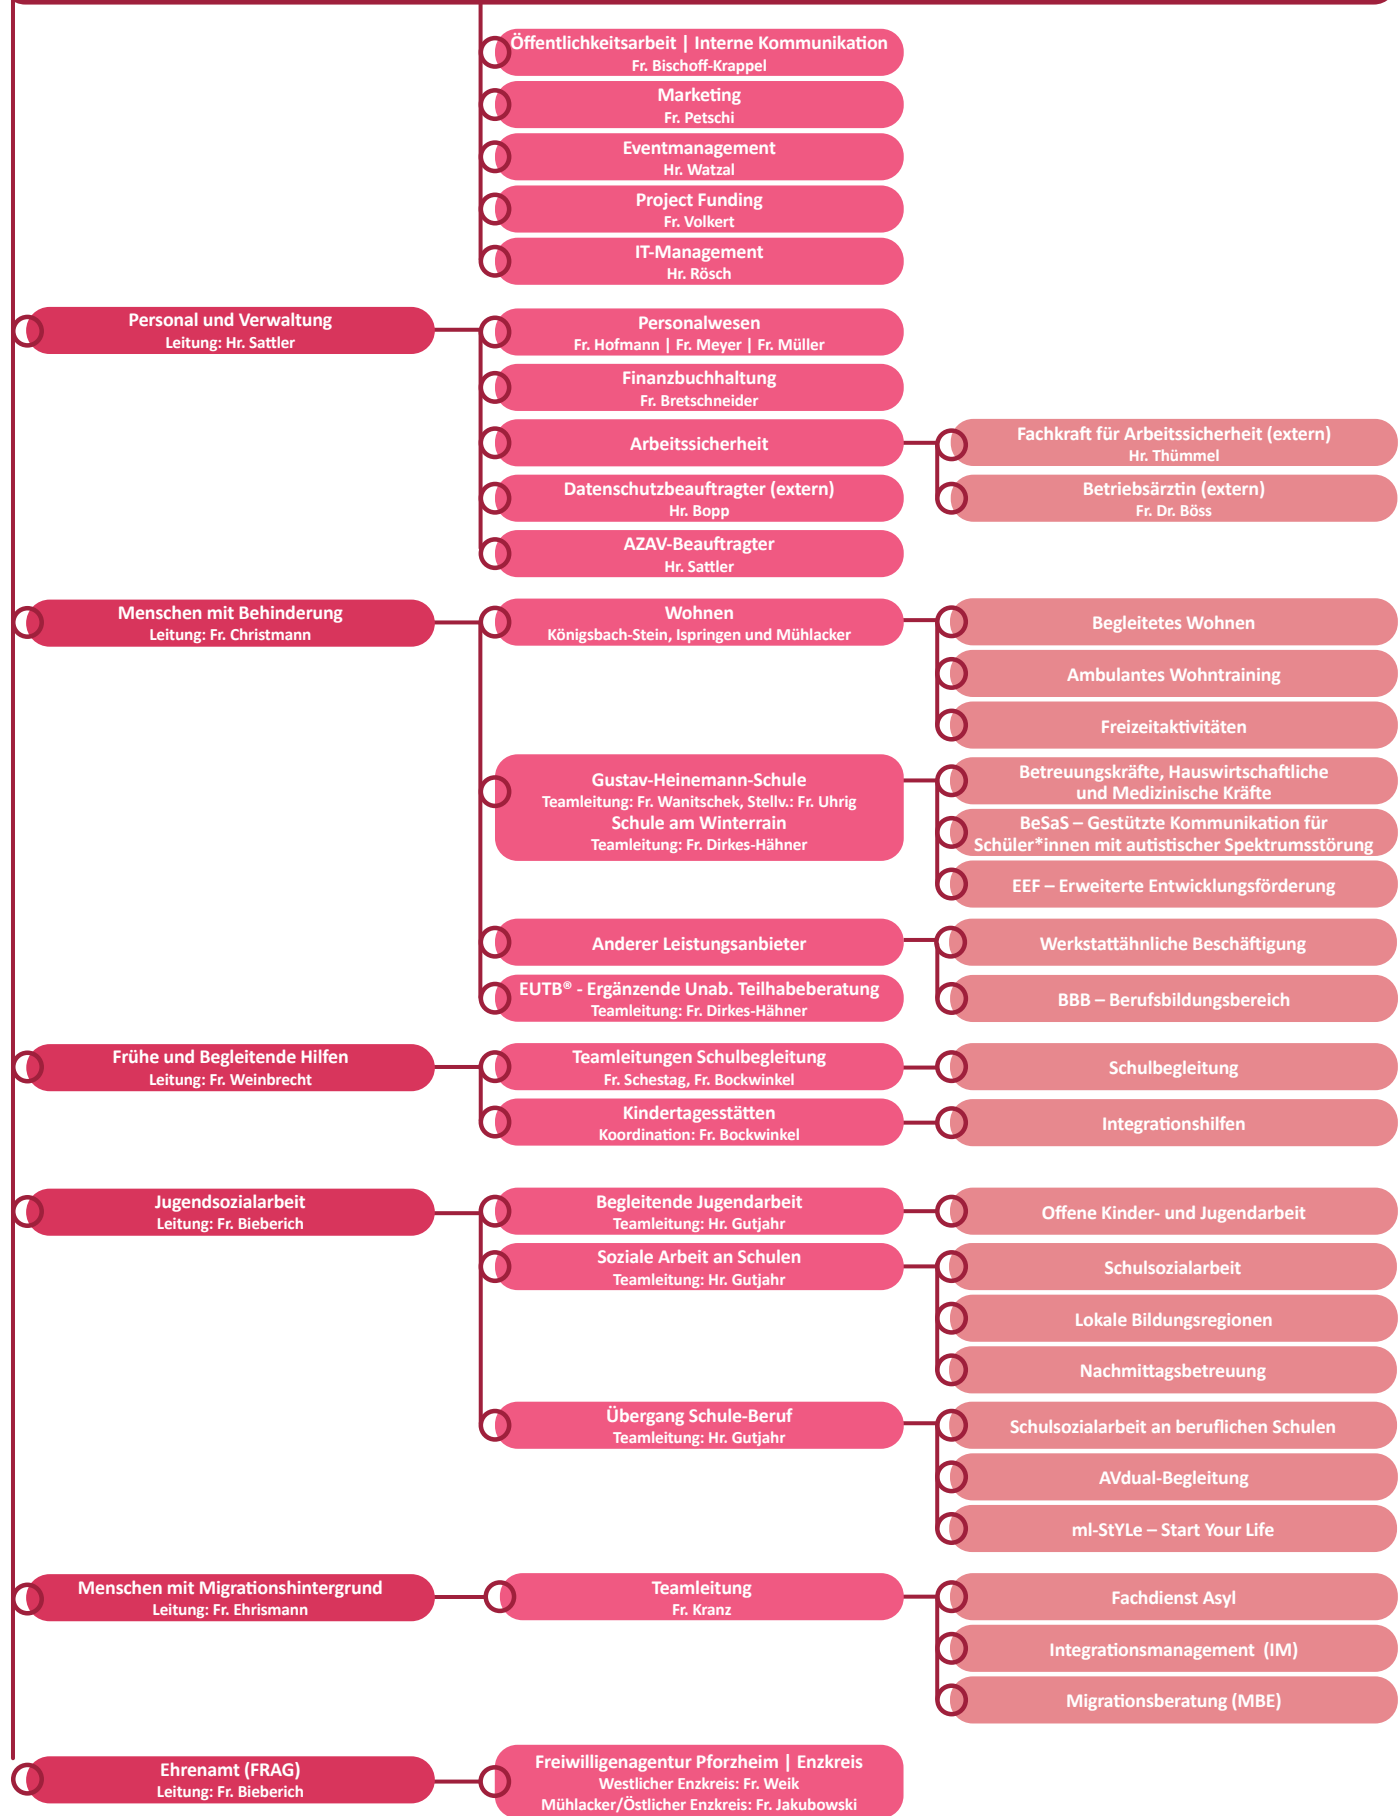 Öffentlichkeitsarbeit | Interne Kommunikation
Fr. Bischoff-Krappel
Marketing
Fr. Petschi
Eventmanagement
Hr. Watzal
Project Funding
Fr. Volkert
IT-Management
Hr. Rösch
Personal und Verwaltung
Leitung: Hr. Sattler
Personalwesen
Fr. Hofmann | Fr. Meyer | Fr. Müller
Finanzbuchhaltung
Fr. Bretschneider
Arbeitssicherheit
Fachkraft für Arbeitssicherheit (extern)
Hr. Thümmel
Betriebsärztin (extern)
Fr. Dr. Böss
Datenschutzbeauftragter (extern)
Hr. Bopp
AZAV-Beauftragter
Hr. Sattler
Menschen mit Behinderung
Leitung: Fr. Christmann
Wohnen
Königsbach-Stein, Ispringen und Mühlacker
Begleitetes Wohnen
Ambulantes Wohntraining
Freizeitaktivitäten
Gustav-Heinemann-Schule
Teamleitung: Fr. Wanitschek, Stellv.: Fr. Uhrig
Schule am Winterrain
Teamleitung: Fr. Dirkes-Hähner
Betreuungskräfte, Hauswirtschaftliche
und Medizinische Kräfte
BeSaS – Gestützte Kommunikation für
Schüler*innen mit autistischer Spektrumsstörung
EEF – Erweiterte Entwicklungsförderung
Anderer Leistungsanbieter
Werkstattähnliche Beschäftigung
BBB – Berufsbildungsbereich
EUTB® - Ergänzende Unab. Teilhabeberatung
Teamleitung: Fr. Dirkes-Hähner
Frühe und Begleitende Hilfen
Leitung: Fr. Weinbrecht
Teamleitungen Schulbegleitung
Fr. Schestag, Fr. Bockwinkel
Schulbegleitung
Kindertagesstätten
Koordination: Fr. Bockwinkel
Integrationshilfen
Jugendsozialarbeit
Leitung: Fr. Bieberich
Begleitende Jugendarbeit
Teamleitung: Hr. Gutjahr
Offene Kinder- und Jugendarbeit
Soziale Arbeit an Schulen
Teamleitung: Hr. Gutjahr
Schulsozialarbeit
Lokale Bildungsregionen
Nachmittagsbetreuung
Übergang Schule-Beruf
Teamleitung: Hr. Gutjahr
Schulsozialarbeit an beruflichen Schulen
AVdual-Begleitung
ml-StYLe – Start Your Life
Menschen mit Migrationshintergrund
Leitung: Fr. Ehrismann
Teamleitung
Fr. Kranz
Fachdienst Asyl
Integrationsmanagement (IM)
Migrationsberatung (MBE)
Ehrenamt (FRAG)
Leitung: Fr. Bieberich
Freiwilligenagentur Pforzheim | Enzkreis
Westlicher Enzkreis: Fr. Weik
Mühlacker/Östlicher Enzkreis: Fr. Jakubowski